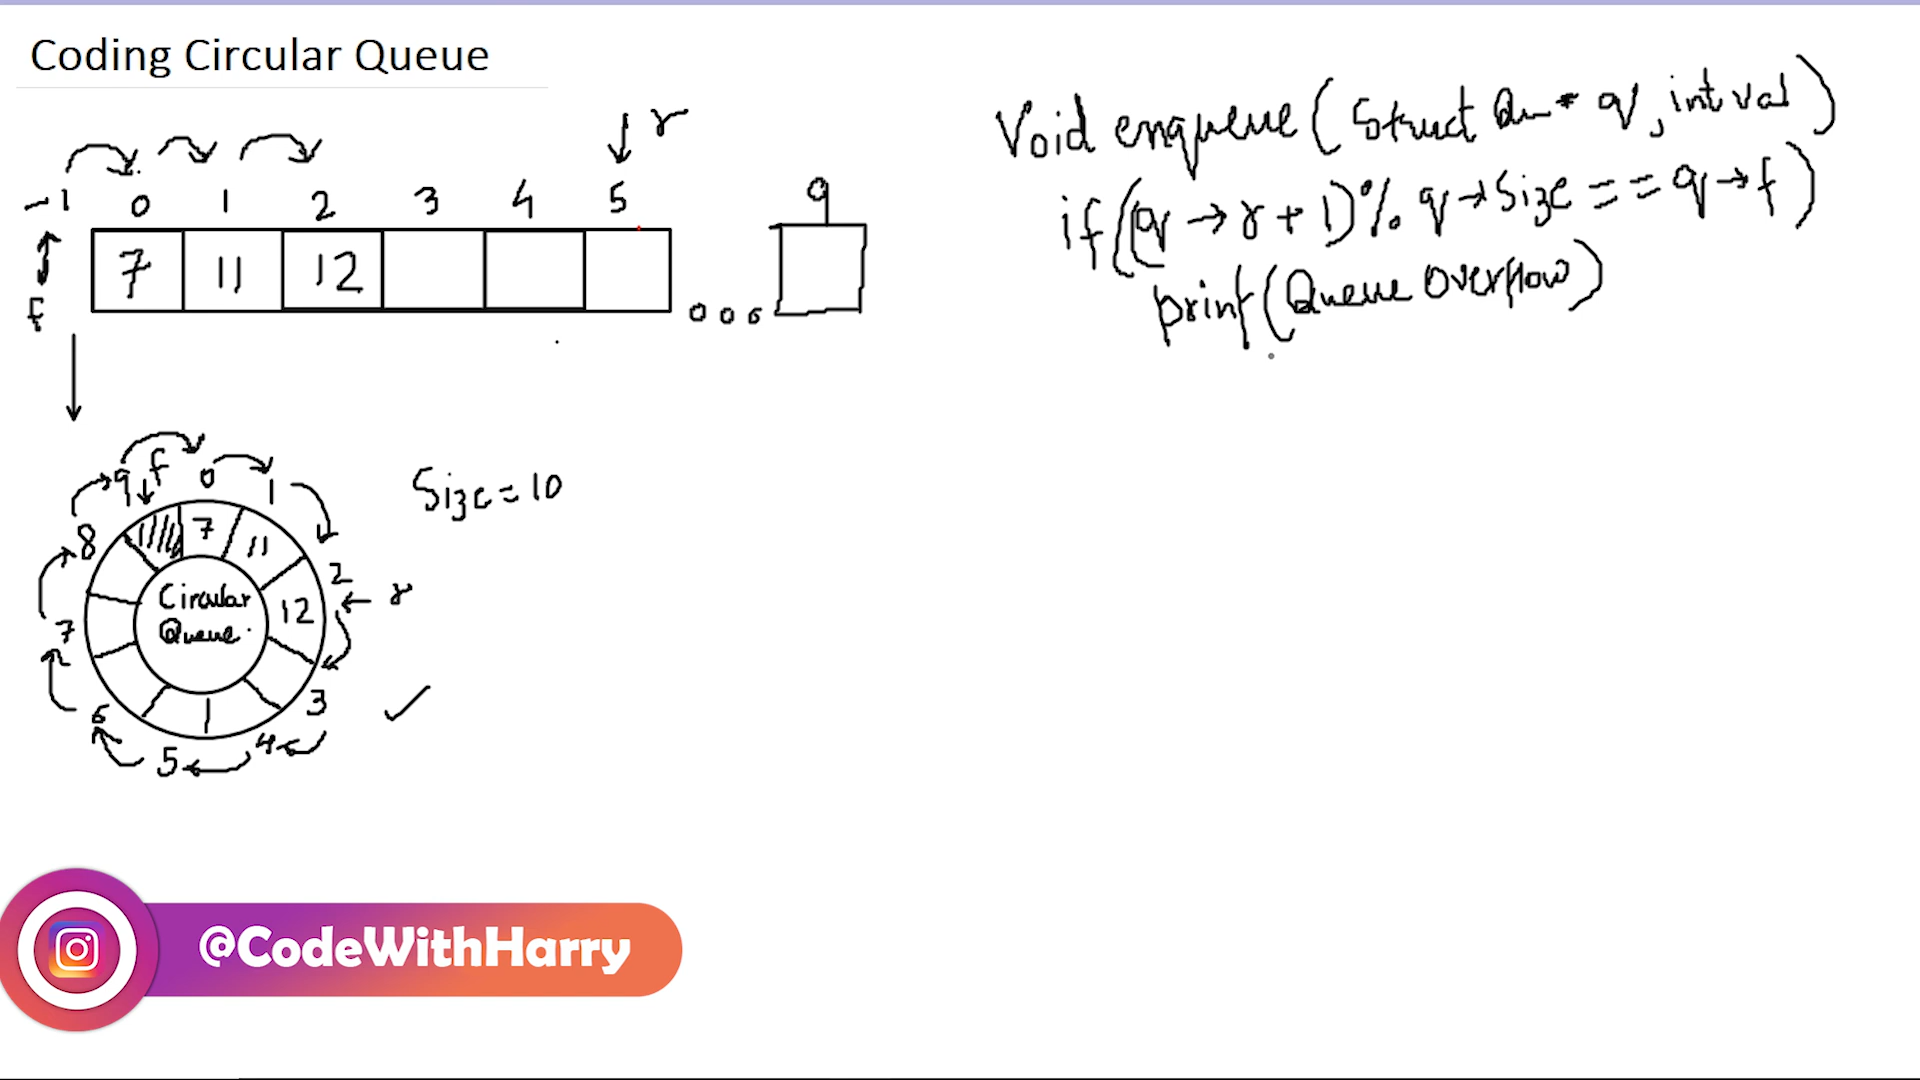 Coding Circular Queue
r
-1 0 1 2 3 4 5 9
7 11 12
f
Void enqueue(Struct Qu* q, int val)
if((q→r+1)% q→Size == q→f)
print(Queue Overflow)
Size = 10
9 f 0 1
8 7 11 2
Circular
Queue
12 r
7
6 3
5 4
@CodeWithHarry